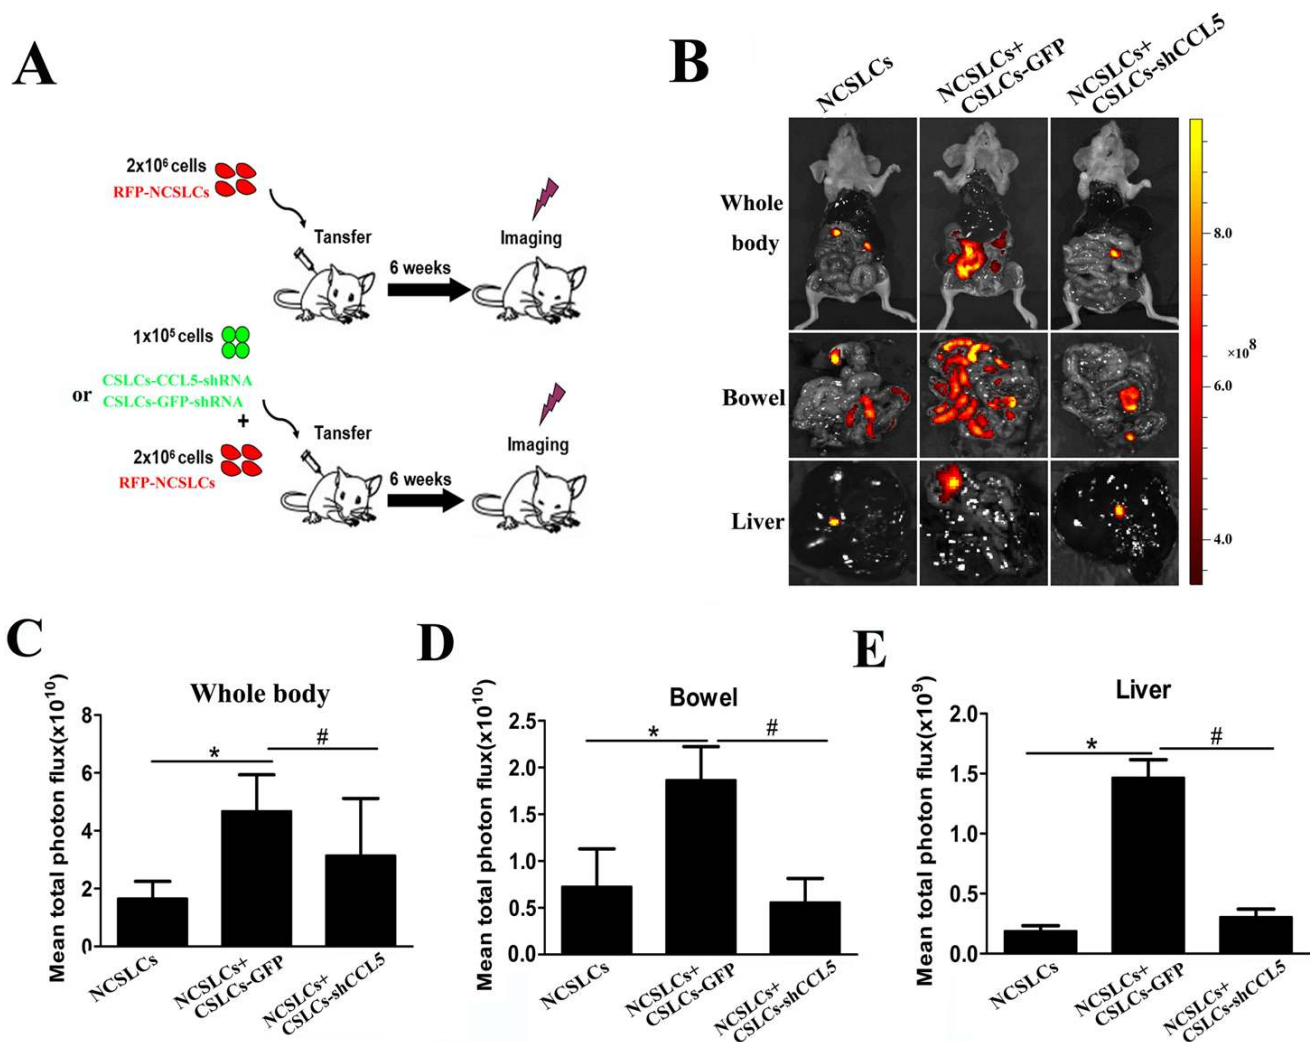 A
2x10⁶ cells
RFP-NCSLCs
Tansfer
6 weeks
Imaging
1x10⁵ cells
CSLCs-CCL5-shRNA
or CSLCs-GFP-shRNA
+
2x10⁶ cells
RFP-NCSLCs
Tansfer
6 weeks
Imaging
B
NCSLCs
NCSLCs+
CSLCs-GFP
NCSLCs+
CSLCs-shCCL5
Whole
body
Bowel
Liver
8.0
×10⁸
6.0
4.0
C
Whole body
Mean total photon flux(x10¹⁰)
8
6
4
2
0
*
#
NCSLCs
NCSLCs+
CSLCs-GFP
NCSLCs+
CSLCs-shCCL5
D
Bowel
Mean total photon flux(x10¹⁰)
2.5
2.0
1.5
1.0
0.5
0.0
*
#
NCSLCs
NCSLCs+
CSLCs-GFP
NCSLCs+
CSLCs-shCCL5
E
Liver
Mean total photon flux(x10⁹)
2.0
1.5
1.0
0.5
0.0
*
#
NCSLCs
NCSLCs+
CSLCs-GFP
NCSLCs+
CSLCs-shCCL5